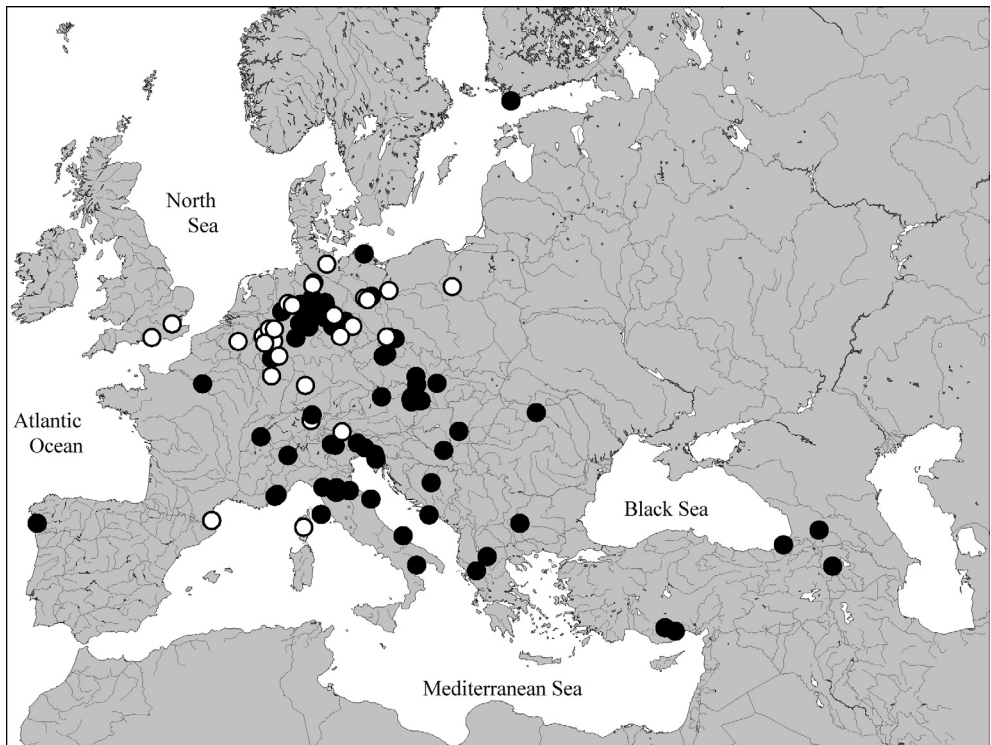 North
Sea
Atlantic
Ocean
Black Sea
Mediterranean Sea